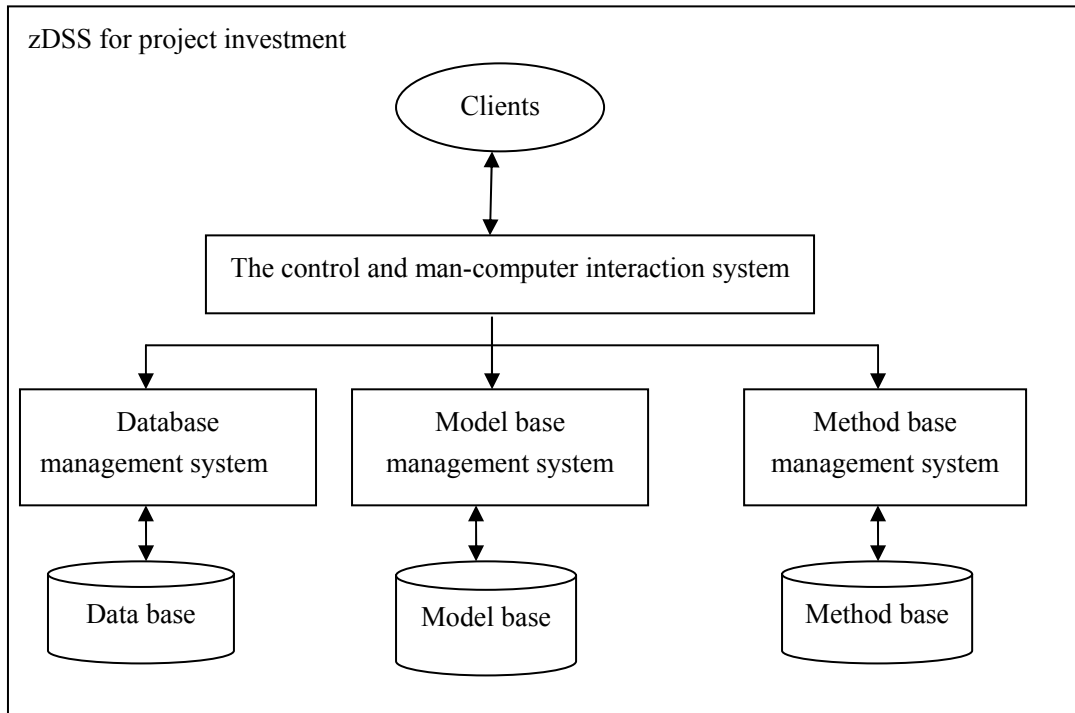 zDSS for project investment
Clients
The control and man-computer interaction system
Database
management system
Model base
management system
Method base
management system
Data base
Model base
Method base